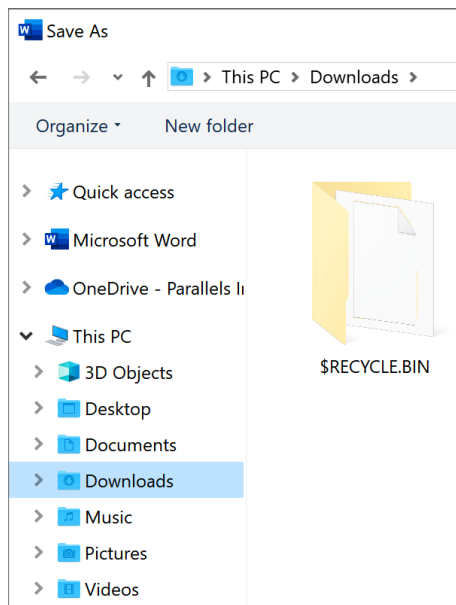 Save As
This PC > Downloads >
Organize New folder
Quick access
Microsoft Word
OneDrive - Parallels
This PC
3D Objects
Desktop
Documents
Downloads
Music
Pictures
Videos
$RECYCLE.BIN